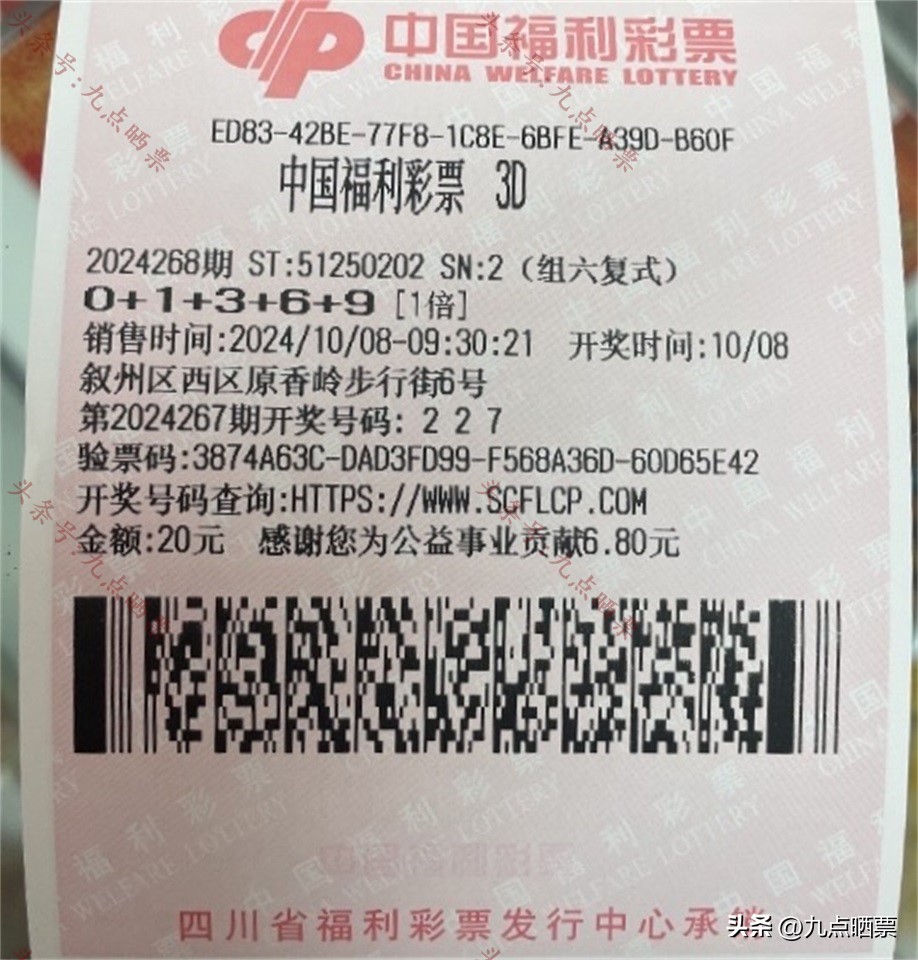 中国福利彩票
CHINA WELFARE LOTTERY
ED83-42BE-77F8-1C8E-6BFE-A39D-B60F
中国福利彩票 3D
2024268期 ST:51250202 SN:2（组六复式）
0+1+3+6+9 [1倍]
销售时间:2024/10/08-09:30:21 开奖时间:10/08
叙州区西区原香岭步行街6号
第2024267期开奖号码: 2 2 7
验票码:3874A63C-DAD3FD99-F568A36D-60D65E42
开奖号码查询:HTTPS://WWW.SCFLCP.COM
金额:20元 感谢您为公益事业贡献6.80元
四川省福利彩票发行中心承销
头条 @九点晒票
头条号:九点晒票